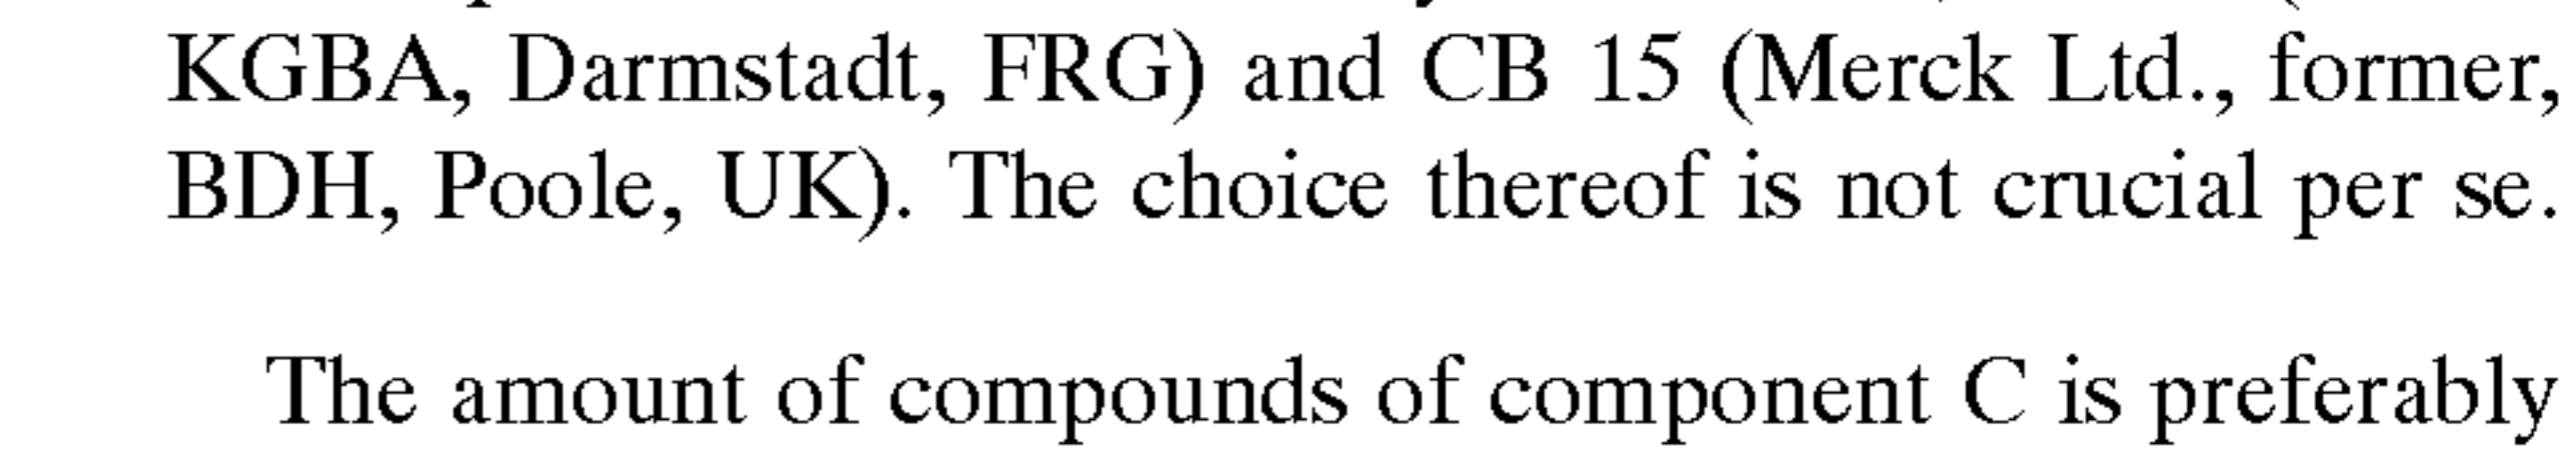 KGBA, Darmstadt, FRG) and CB 15 (Merck Ltd., former,
BDH, Poole, UK). The choice thereof is not crucial per se.
The amount of compounds of component C is preferably